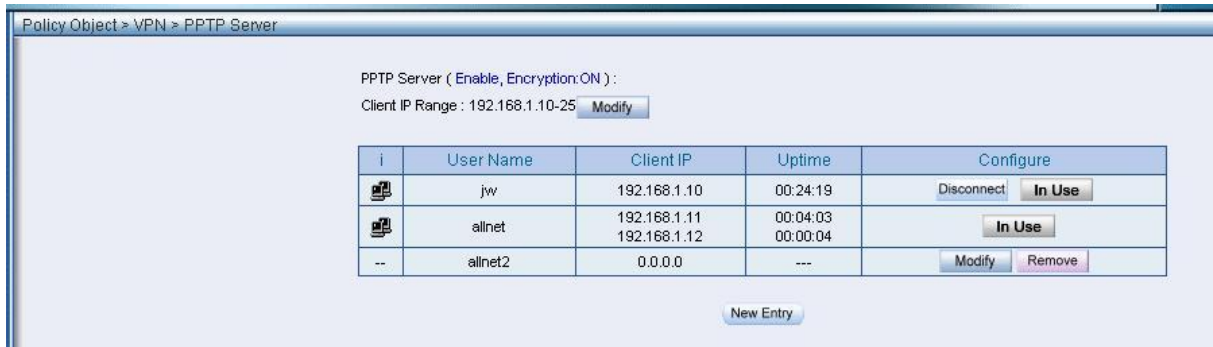 Policy Object > VPN > PPTP Server
PPTP Server ( Enable, Encryption:ON ) :
Client IP Range : 192.168.1.10-25 Modify
i User Name Client IP Uptime Configure
jw 192.168.1.10 00:24:19 Disconnect In Use
allnet 192.168.1.11 00:04:03 In Use
192.168.1.12 00:00:04
-- allnet2 0.0.0.0 --- Modify Remove
New Entry